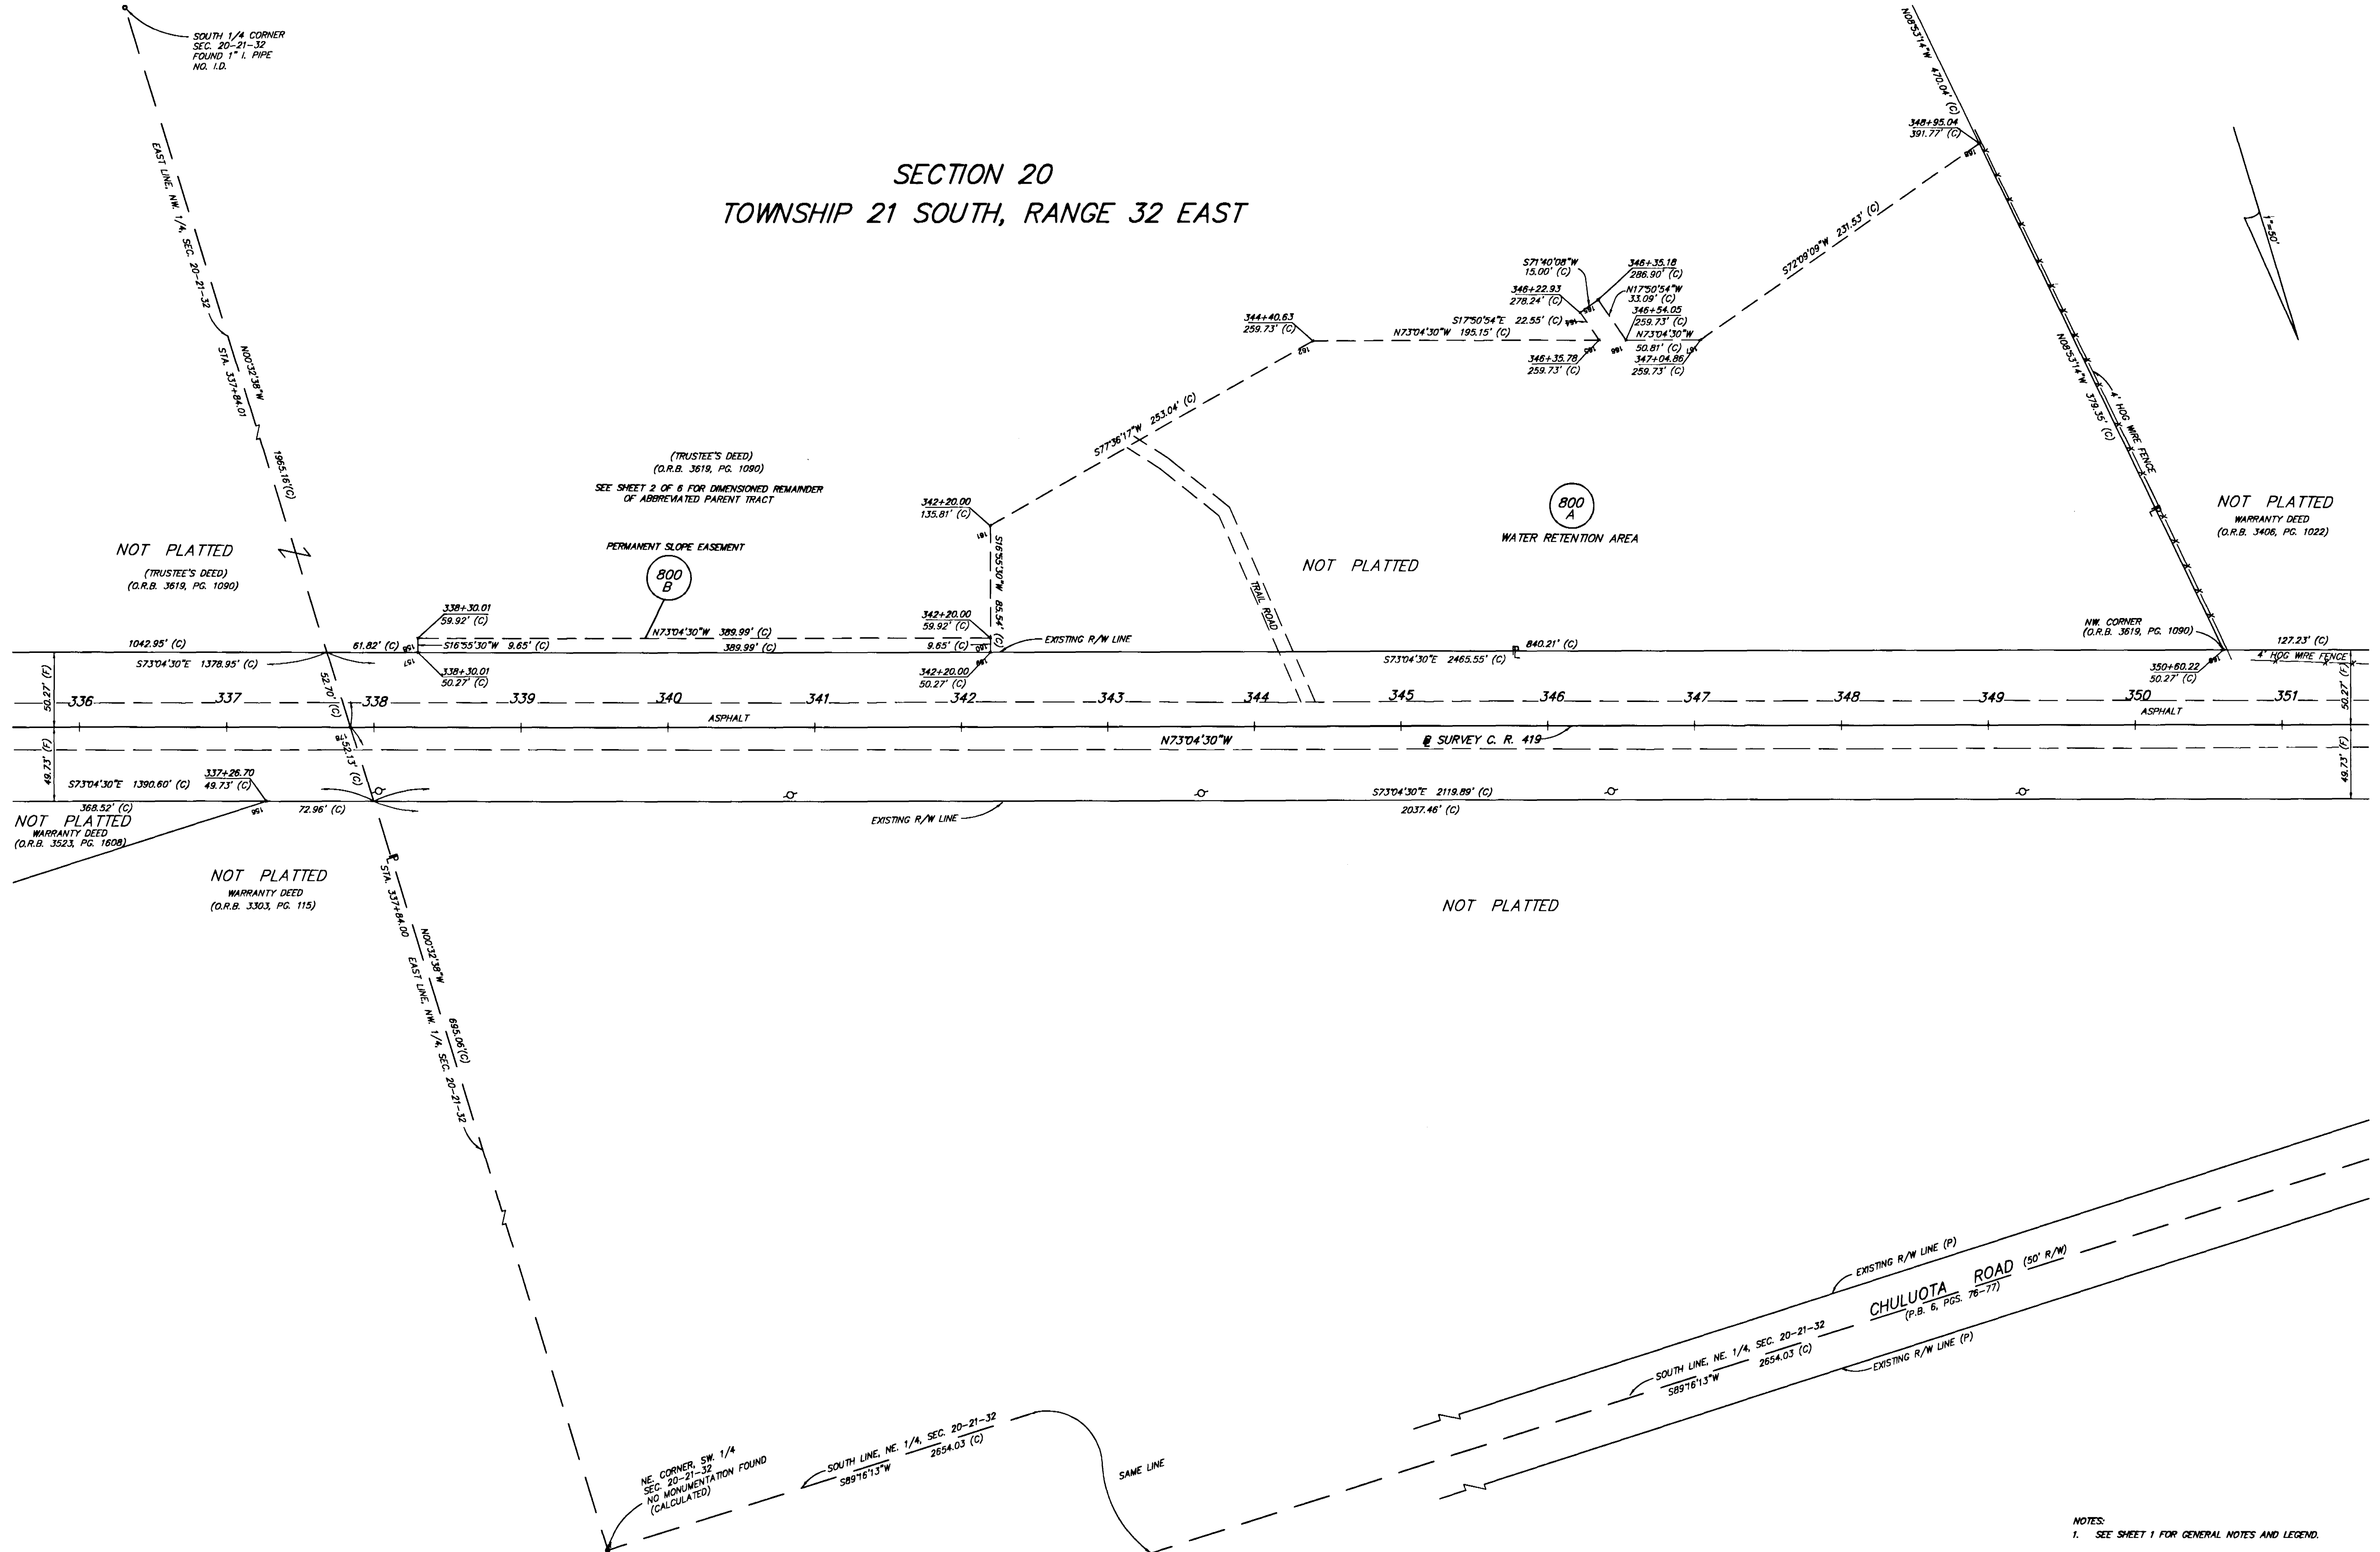 SOUTH 1/4 CORNER
SEC. 20-21-32
FOUND 1" I. PIPE
NO. I.D.
EAST LINE, NW. 1/4, SEC. 20-21-32
N00°32'38"W
STA. 337+84.01
1965.16'(C)
SECTION 20
TOWNSHIP 21 SOUTH, RANGE 32 EAST
N08°53'14"W 470.04' (C)
348+95.04
391.77' (C)
168
1"=50'
S72°09'09"W 231.53' (C)
S71°40'08"W
15.00' (C)
346+35.18
286.90' (C)
346+22.93
278.24' (C)
N17°50'54"W
33.09' (C)
346+54.05
259.73' (C)
S17°50'54"E 22.55' (C)
164
165
344+40.63
259.73' (C)
N73°04'30"W 195.15' (C)
N73°04'30"W
50.81' (C)
162
163
166
167
346+35.78
259.73' (C)
347+04.86
259.73' (C)
N08°53'14"W 379.35' (C)
4' HOG WIRE FENCE
S77°36'17"W 253.04' (C)
(TRUSTEE'S DEED)
(O.R.B. 3619, PG. 1090)
SEE SHEET 2 OF 6 FOR DIMENSIONED REMAINDER
OF ABBREVIATED PARENT TRACT
342+20.00
135.81' (C)
161
S16°55'30"W 85.54' (C)
800
A
WATER RETENTION AREA
NOT PLATTED
WARRANTY DEED
(O.R.B. 3406, PG. 1022)
NOT PLATTED
(TRUSTEE'S DEED)
(O.R.B. 3619, PG. 1090)
PERMANENT SLOPE EASEMENT
800
B
NOT PLATTED
TRAIL ROAD
338+30.01
59.92' (C)
342+20.00
59.92' (C)
N73°04'30"W 389.99' (C)
NW. CORNER
(O.R.B. 3619, PG. 1090)
1042.95' (C)
61.82' (C)
158
S16°55'30"W 9.65' (C)
389.99' (C)
9.65' (C)
160
EXISTING R/W LINE
840.21' (C)
127.23' (C)
S73°04'30"E 1378.95' (C)
157
159
S73°04'30"E 2465.55' (C)
169
4' HOG WIRE FENCE
338+30.01
50.27' (C)
342+20.00
50.27' (C)
350+60.22
50.27' (C)
50.27' (F)
52.70' (C)
50.27' (F)
336 337 338 339 340 341 342 343 344 345 346 347 348 349 350 351
ASPHALT
ASPHALT
49.73' (F)
52.13' (C)
N73°04'30"W
SURVEY C. R. 419
49.73' (F)
S73°04'30"E 1390.60' (C)
337+26.70
49.73' (C)
S73°04'30"E 2119.89' (C)
368.52' (C)
156
72.96' (C)
EXISTING R/W LINE
2037.46' (C)
NOT PLATTED
WARRANTY DEED
(O.R.B. 3523, PG. 1608)
NOT PLATTED
WARRANTY DEED
(O.R.B. 3303, PG. 115)
NOT PLATTED
STA. 337+84.00
N00°32'38"W
695.06'(C)
EAST LINE, NW. 1/4, SEC. 20-21-32
EXISTING R/W LINE (P)
CHULUOTA ROAD (50' R/W)
(P.B. 6, PGS. 76-77)
SOUTH LINE, NE. 1/4, SEC. 20-21-32
S89°16'13"W 2654.03 (C)
EXISTING R/W LINE (P)
NE. CORNER, SW. 1/4
SEC. 20-21-32
NO MONUMENTATION FOUND
(CALCULATED)
SOUTH LINE, NE. 1/4, SEC. 20-21-32
S89°16'13"W 2654.03 (C)
SAME LINE
NOTES:
1. SEE SHEET 1 FOR GENERAL NOTES AND LEGEND.